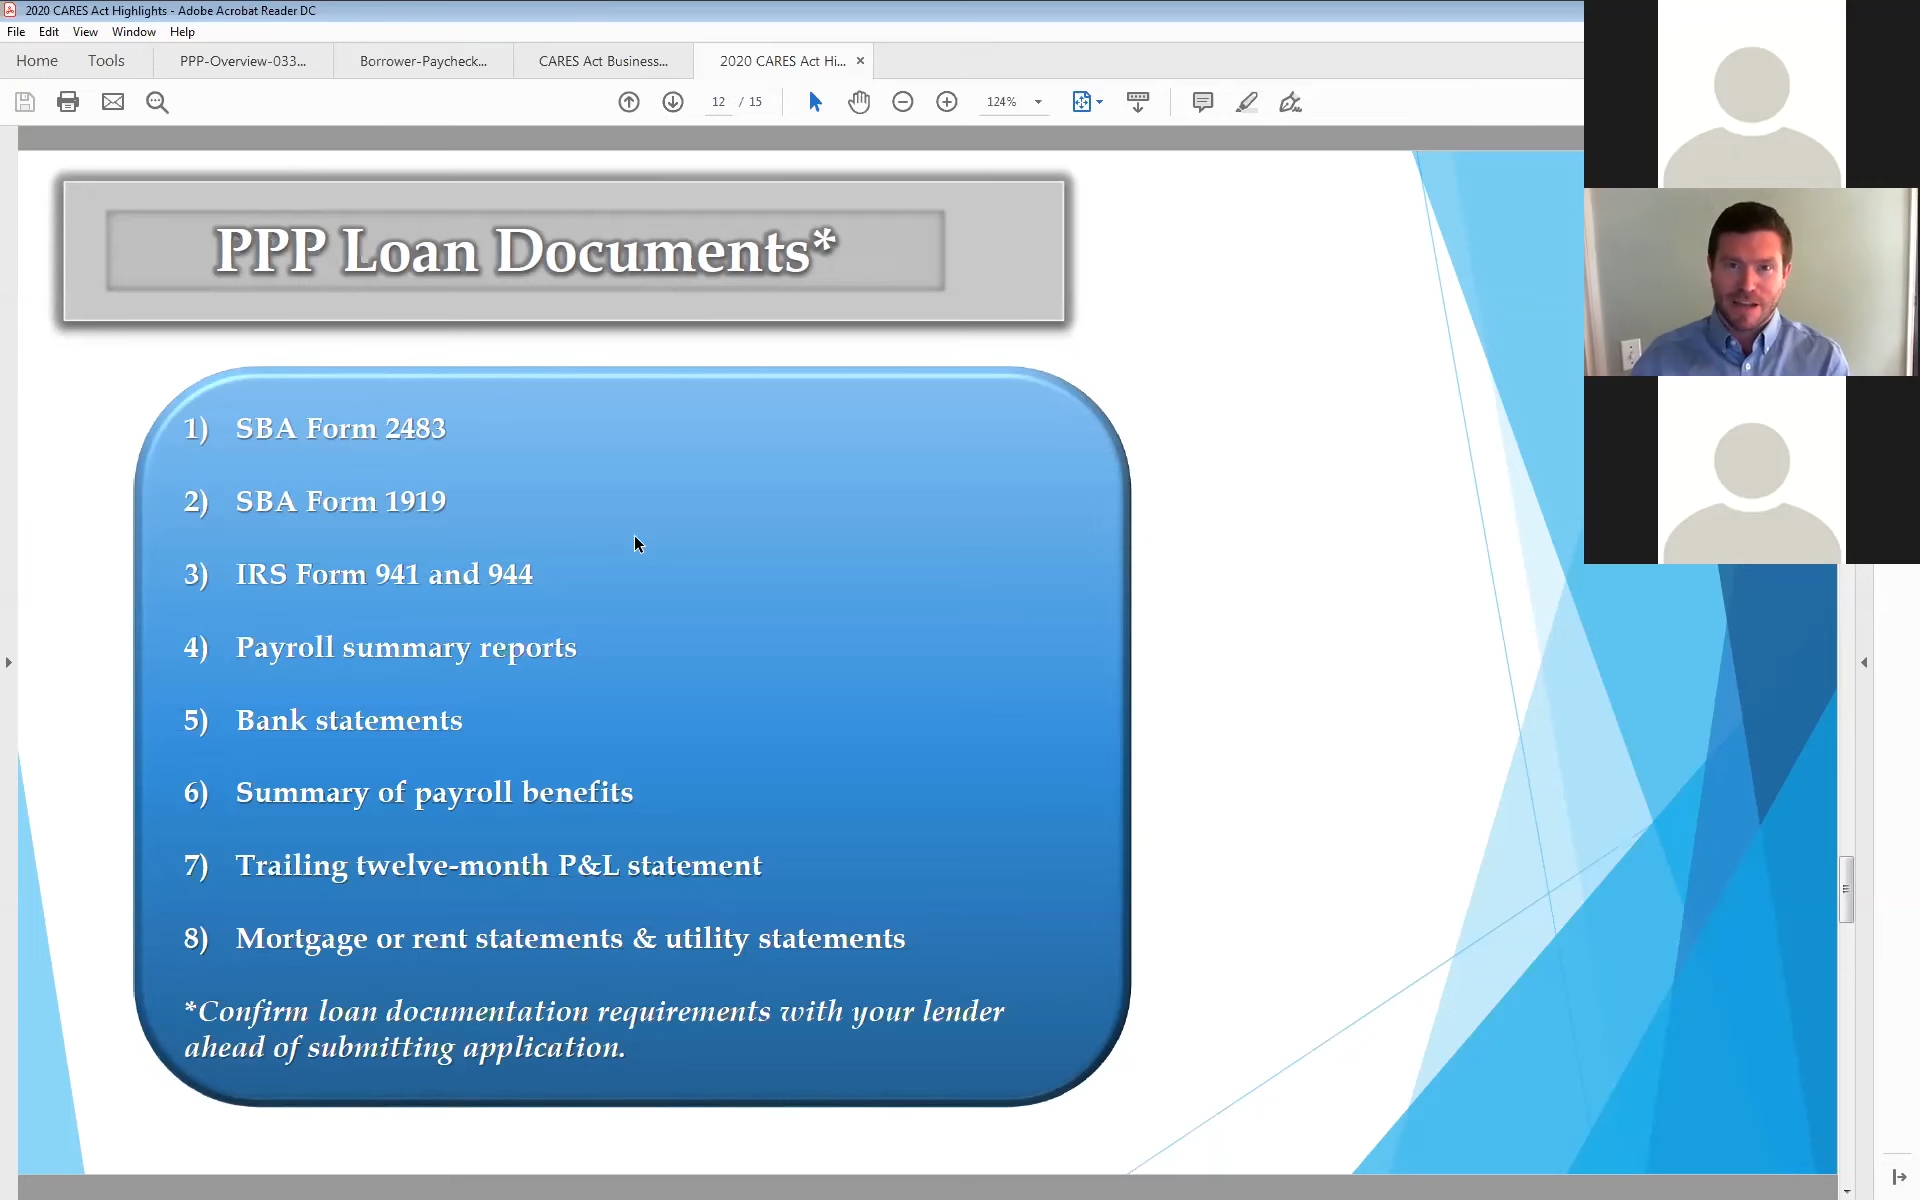 2020 CARES Act Highlights - Adobe Acrobat Reader DC
File Edit View Window Help
Home Tools PPP-Overview-033... Borrower-Paycheck... CARES Act Business... 2020 CARES Act Hi... ×
12 / 15 124%
PPP Loan Documents*
1) SBA Form 2483
2) SBA Form 1919
3) IRS Form 941 and 944
4) Payroll summary reports
5) Bank statements
6) Summary of payroll benefits
7) Trailing twelve-month P&L statement
8) Mortgage or rent statements & utility statements
*Confirm loan documentation requirements with your lender
ahead of submitting application.